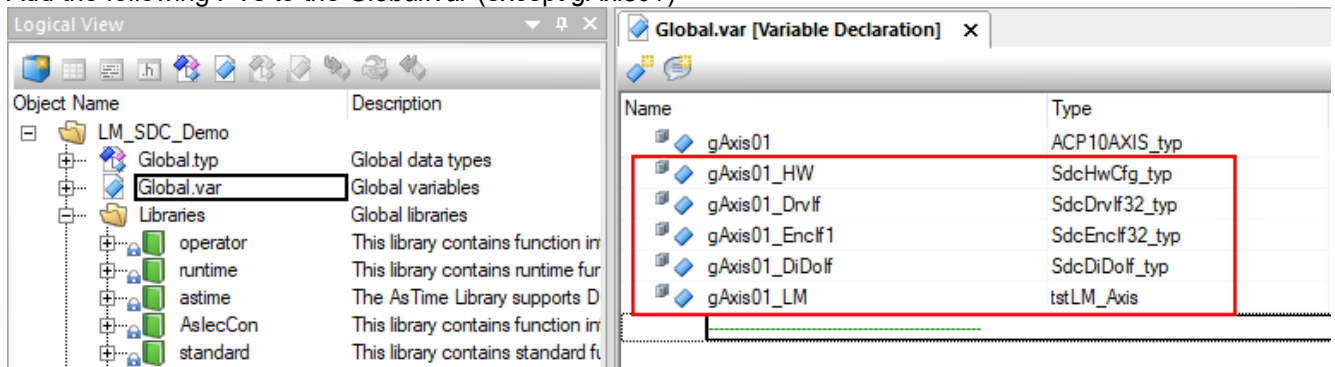 Add the following PVs to the Global.var (except gAxis01)
Logical View
Object Name Description
LM_SDC_Demo
Global.typ Global data types
Global.var Global variables
Libraries Global libraries
operator This library contains function in
runtime This library contains runtime fur
astime The AsTime Library supports D
AsIecCon This library contains function in
standard This library contains standard fu
Global.var [Variable Declaration]
Name Type
gAxis01 ACP10AXIS_typ
gAxis01_HW SdcHwCfg_typ
gAxis01_DrvIf SdcDrvIf32_typ
gAxis01_EncIf1 SdcEncIf32_typ
gAxis01_DiDoIf SdcDiDoIf_typ
gAxis01_LM tstLM_Axis